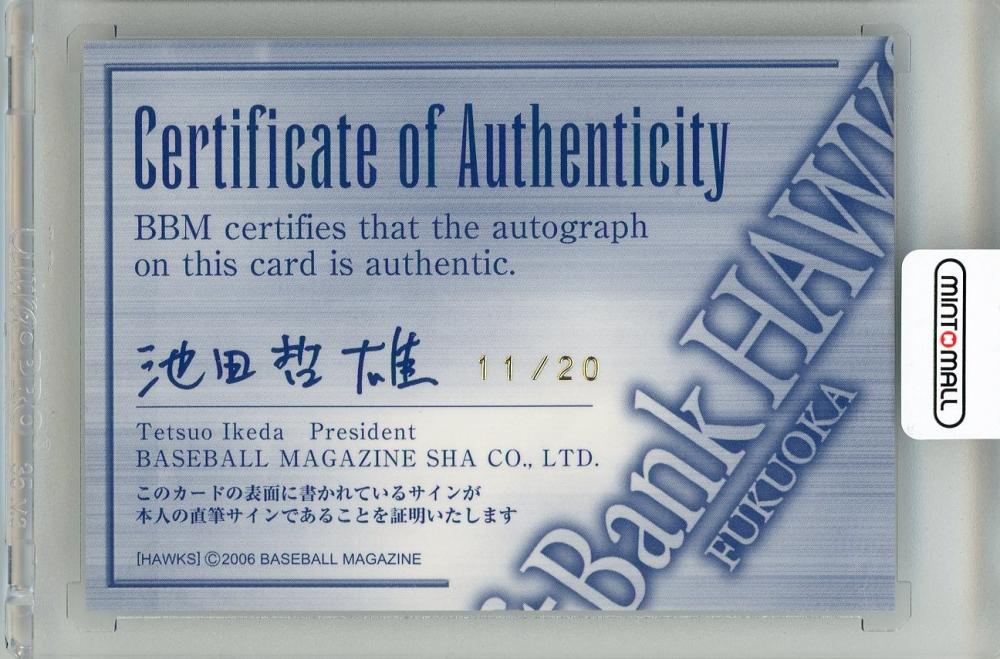 Certificate of Authenticity
BBM certifies that the autograph
on this card is authentic.
池田哲雄 11/20
Tetsuo Ikeda President
BASEBALL MAGAZINE SHA CO., LTD.
このカードの表面に書かれているサインが
本人の直筆サインであることを証明いたします
[HAWKS] ©2006 BASEBALL MAGAZINE
Bank HAWKS
FUKUOKA
MINTOMALL